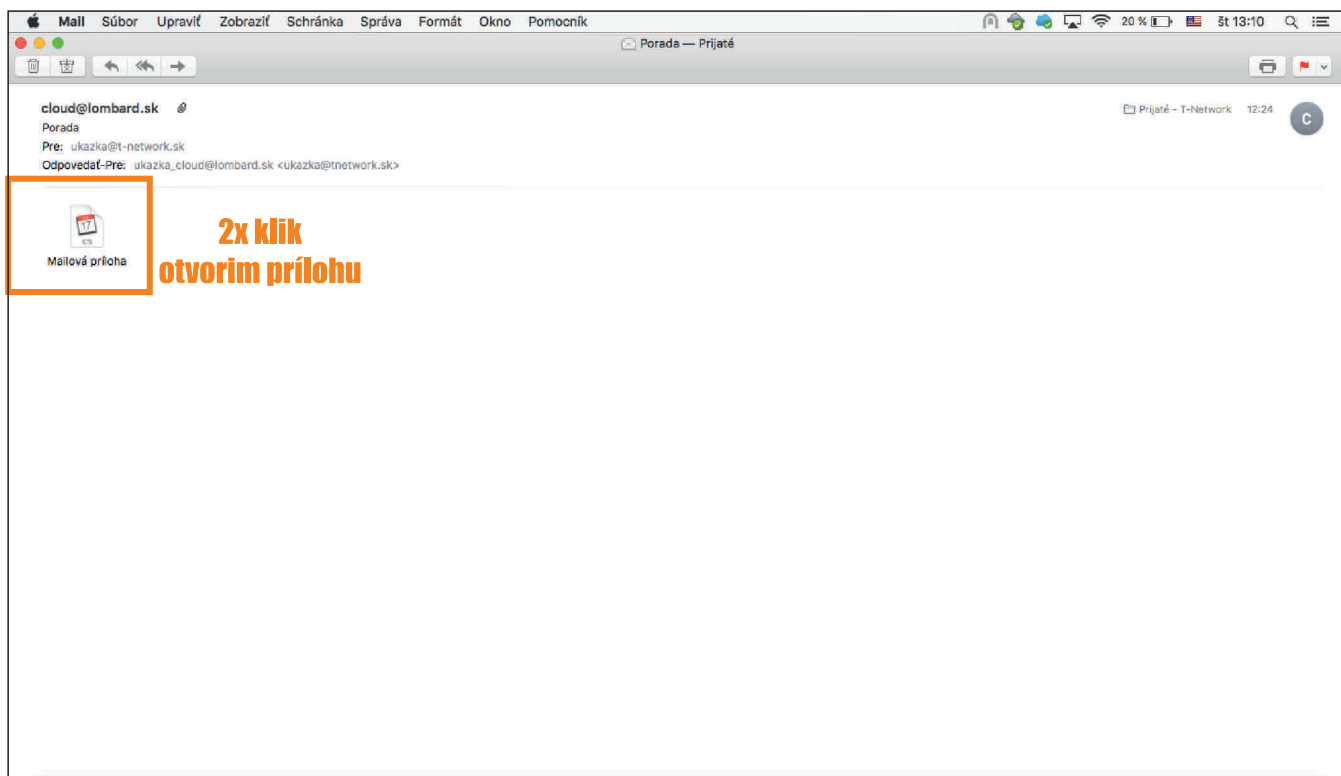 Mail Súbor Upraviť Zobraziť Schránka Správa Formát Okno Pomocník 20 % št 13:10
Porada — Prijaté
cloud@lombard.sk Prijaté - T-Network 12:24
C
Porada
Pre: ukazka@t-network.sk
Odpovedať-Pre: ukazka_cloud@lombard.sk <ukazka@tnetwork.sk>
17
ICS
Mailová príloha
2x klik
otvorim prílohu